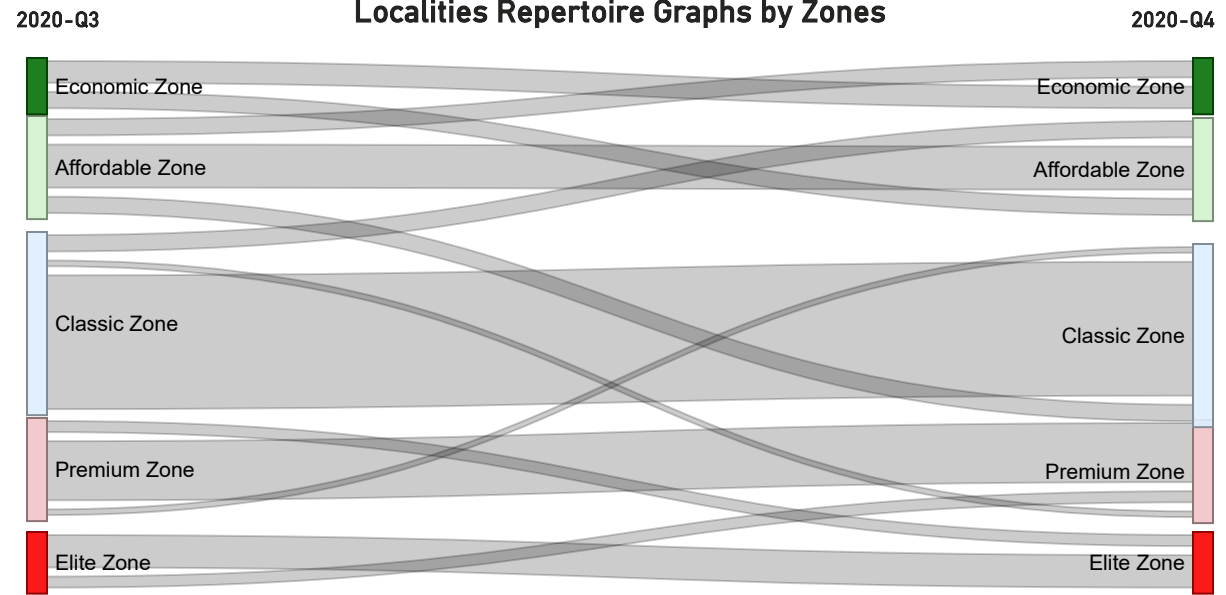 Localities Repertoire Graphs by Zones
2020-Q3
2020-Q4
Economic Zone
Economic Zone
Affordable Zone
Affordable Zone
Classic Zone
Classic Zone
Premium Zone
Premium Zone
Elite Zone
Elite Zone